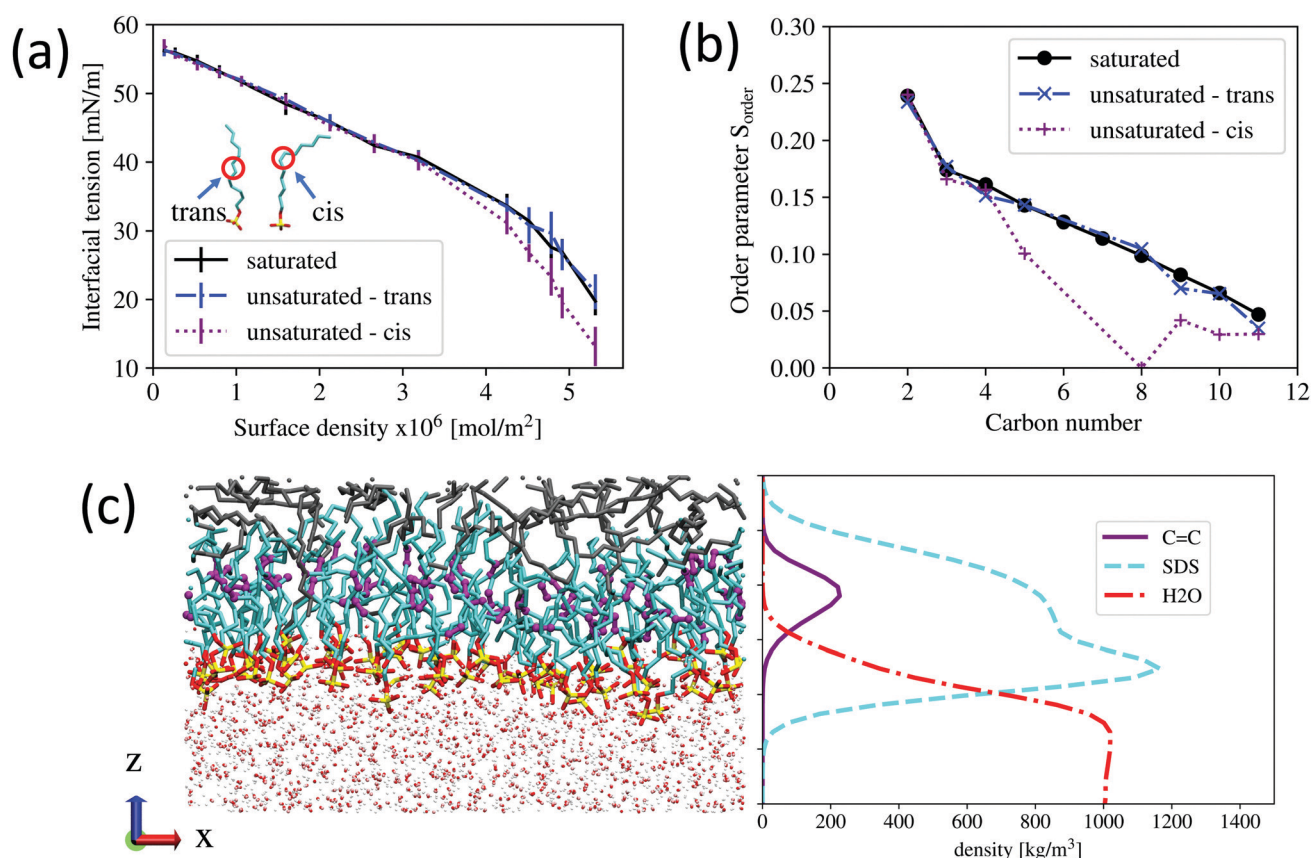 (a)
60
50
40
30
20
10
Interfacial tension [mN/m]
trans
cis
saturated
unsaturated - trans
unsaturated - cis
0 1 2 3 4 5
Surface density x10⁶ [mol/m²]
(b)
0.30
0.25
0.20
0.15
0.10
0.05
0.00
Order parameter Sₒᵣdₑᵣ
saturated
unsaturated - trans
unsaturated - cis
0 2 4 6 8 10 12
Carbon number
(c)
Z
X
C=C
SDS
H2O
0 200 400 600 800 1000 1200 1400
density [kg/m³]